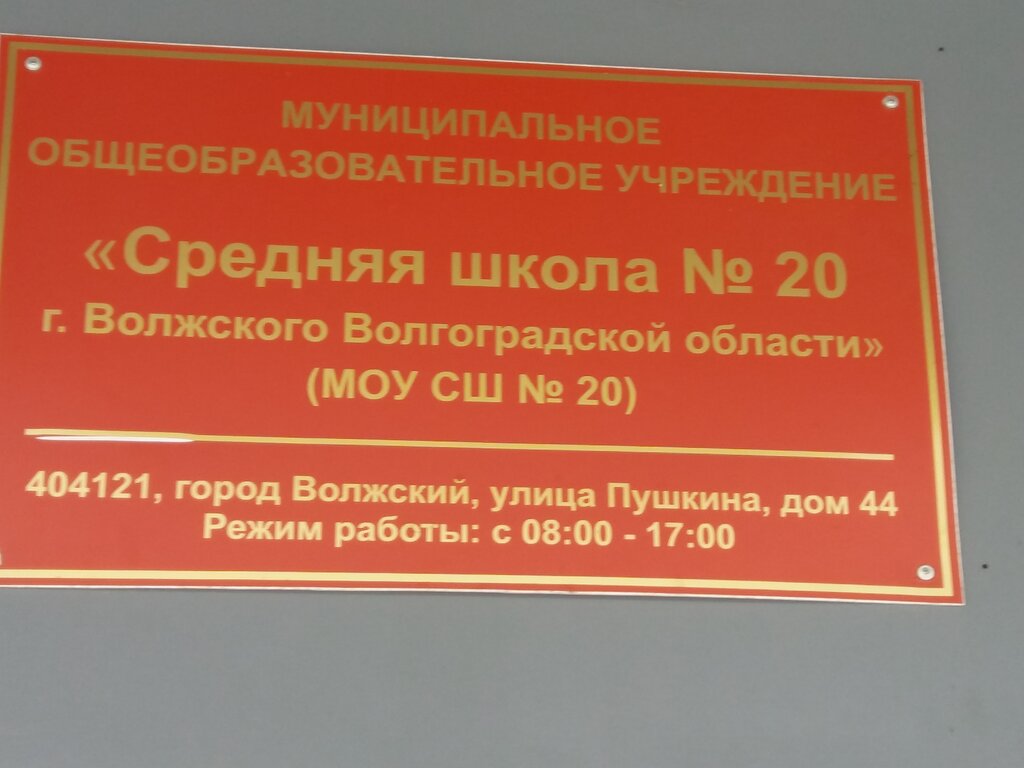 МУНИЦИПАЛЬНОЕ
ОБЩЕОБРАЗОВАТЕЛЬНОЕ УЧРЕЖДЕНИЕ
«Средняя школа № 20
г. Волжского Волгоградской области»
(МОУ СШ № 20)
404121, город Волжский, улица Пушкина, дом 44
Режим работы: с 08:00 - 17:00